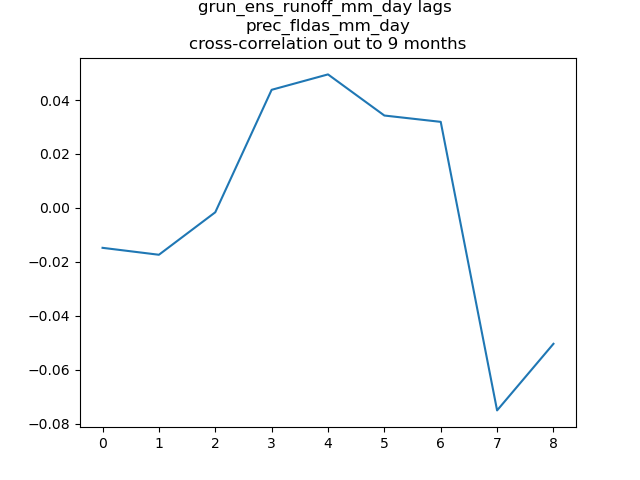 grun_ens_runoff_mm_day lags
prec_fldas_mm_day
cross-correlation out to 9 months
0.04
0.02
0.00
−0.02
−0.04
−0.06
−0.08
0 1 2 3 4 5 6 7 8